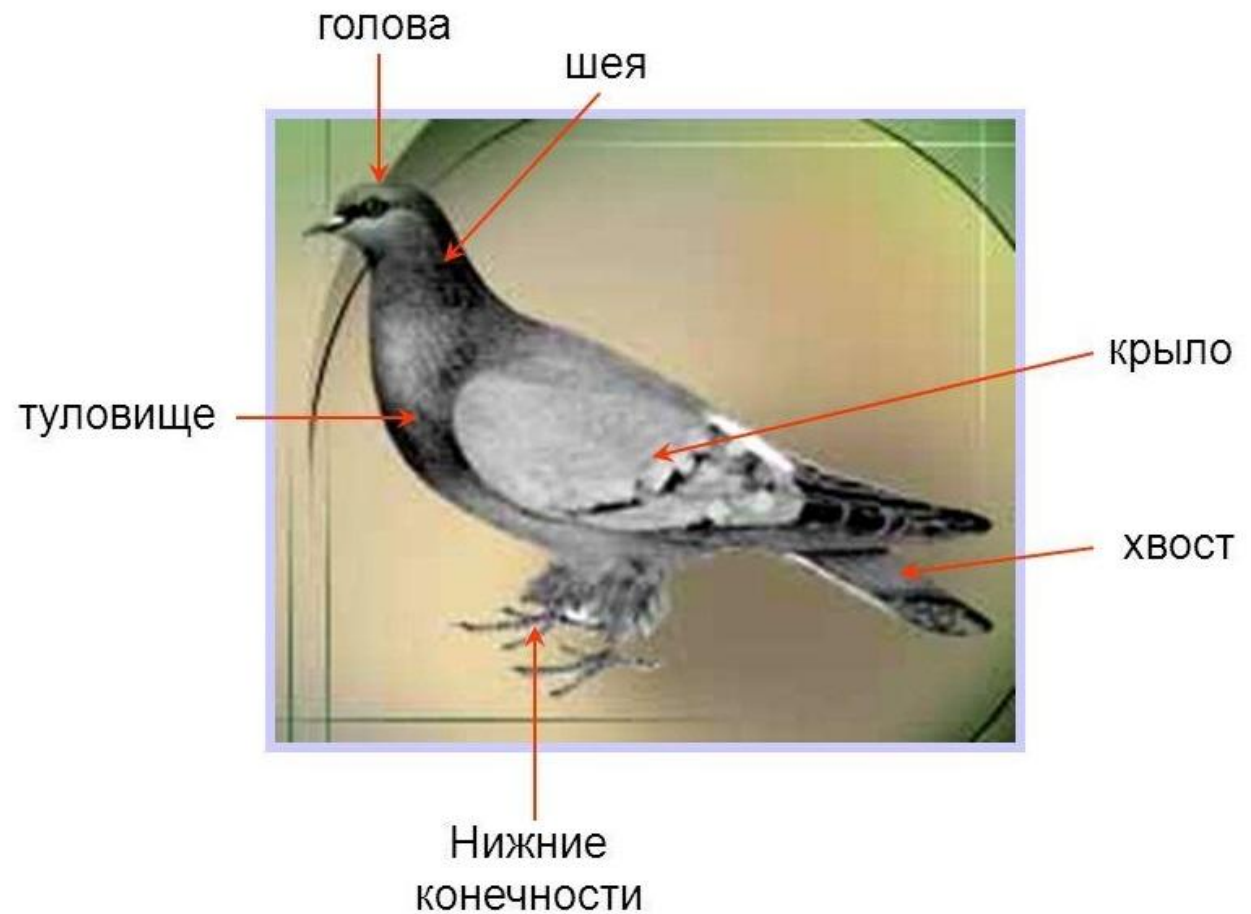 голова
шея
крыло
туловище
хвост
Нижние
конечности